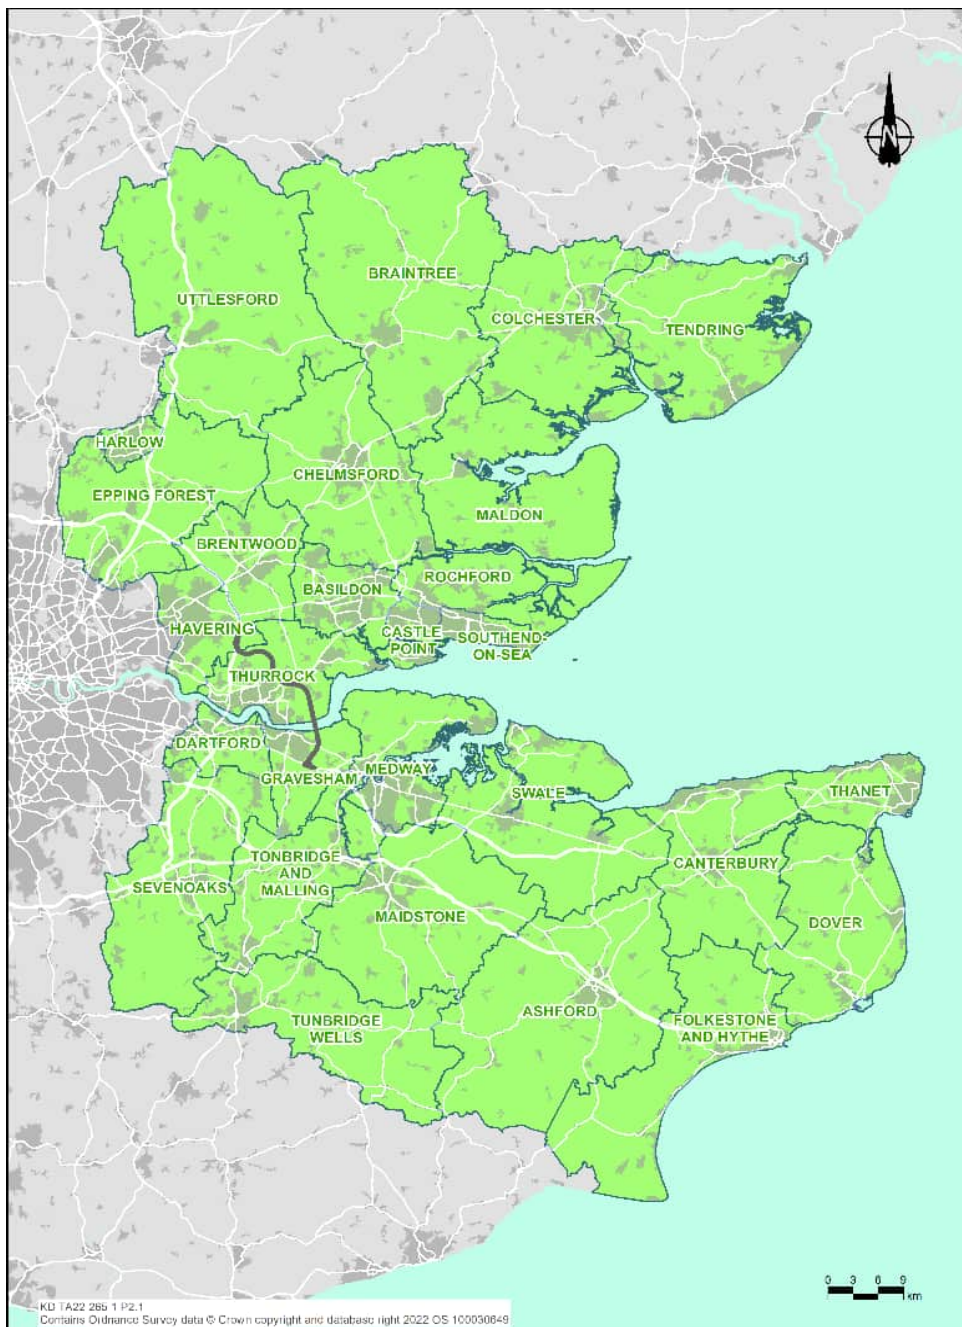 N
BRAINTREE
UTTLESFORD
COLCHESTER
TENDRING
HARLOW
CHELMSFORD
EPPING FOREST
MALDON
BRENTWOOD
ROCHFORD
BASILDON
HAVERING
CASTLE
POINT
SOUTHEND-
ON-SEA
THURROCK
DARTFORD
GRAVESHAM
MEDWAY
SWALE
THANET
TONBRIDGE
AND
MALLING
CANTERBURY
SEVENOAKS
MAIDSTONE
DOVER
ASHFORD
TUNBRIDGE
WELLS
FOLKESTONE
AND HYTHE
0 3 6 9
km
KD TA22 265 1 P2.1
Contains Ordnance Survey data © Crown copyright and database right 2022 OS 100030649